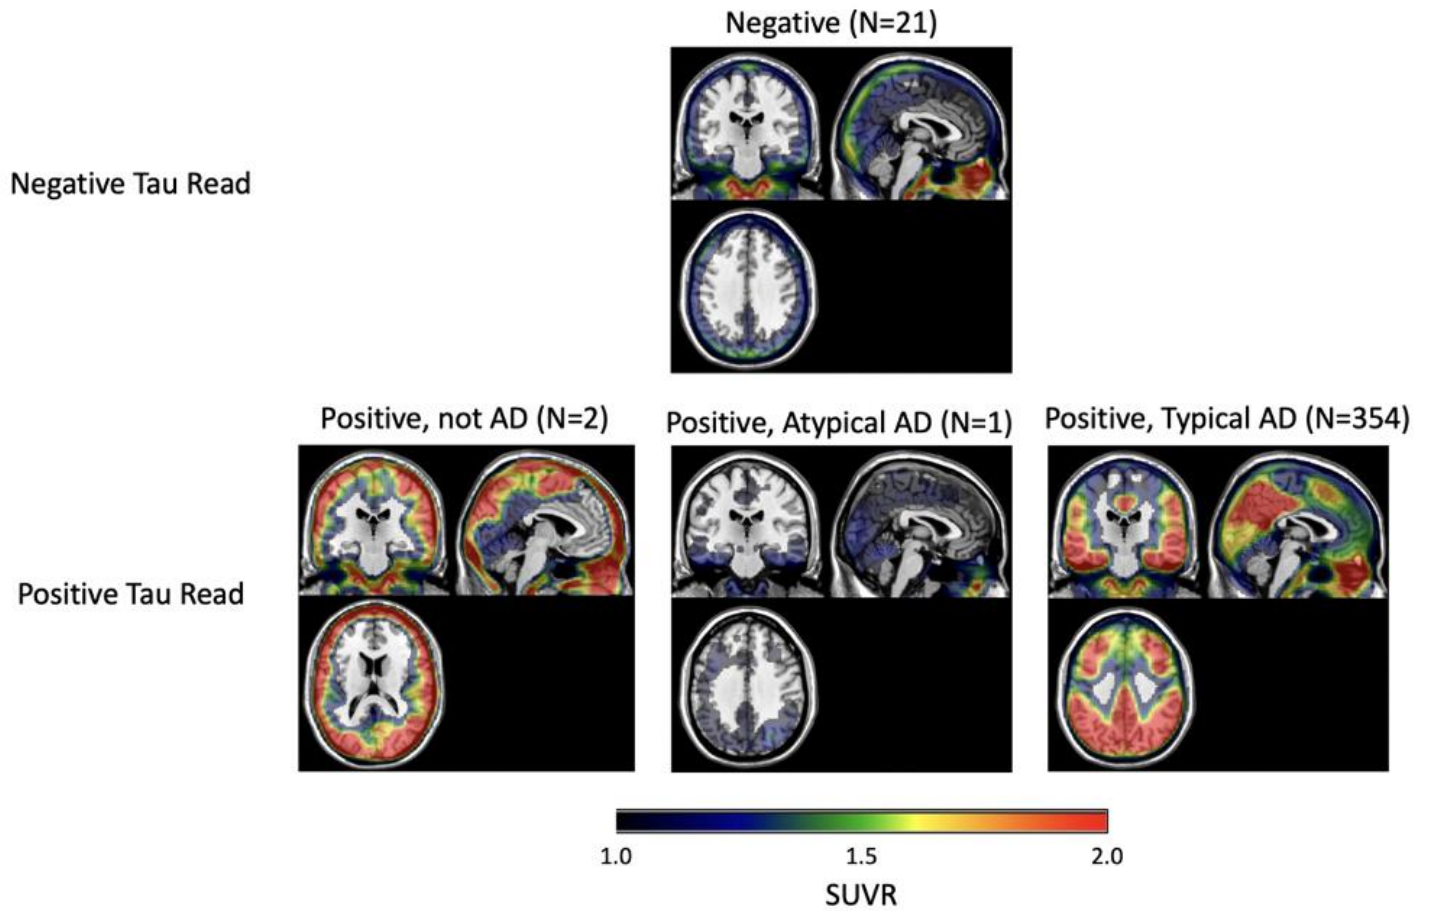 Negative (N=21)
Negative Tau Read
Positive, not AD (N=2)
Positive, Atypical AD (N=1)
Positive, Typical AD (N=354)
Positive Tau Read
1.0
1.5
2.0
SUVR